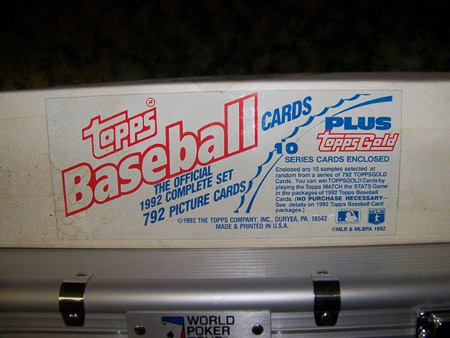 Topps®
Baseball CARDS
THE OFFICIAL
1992 COMPLETE SET
792 PICTURE CARDS
©1992 THE TOPPS COMPANY, INC., DURYEA, PA 18642
MADE & PRINTED IN U.S.A.
PLUS
10 ToppsGold
SERIES CARDS ENCLOSED
Enclosed are 10 samples selected at
random from a series of 792 TOPPSGOLD
Cards. You can win TOPPSGOLD Cards by
playing the Topps MATCH the STATS Game
in the packages of 1992 Topps Baseball
Cards. (NO PURCHASE NECESSARY—
See details on 1992 Topps Baseball Card
packages.)
©MLB & MLBPA 1992
WORLD
POKER